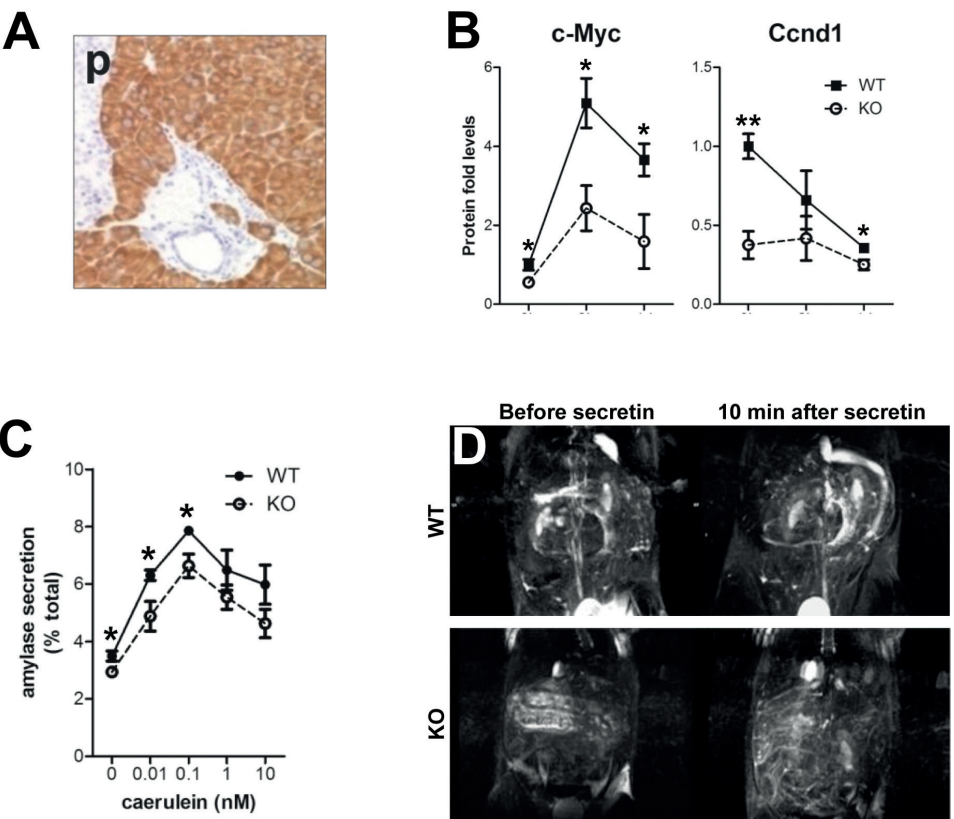 A
p
B
c-Myc
Ccnd1
Protein fold levels
6
4
2
0
*
*
*
1.5
1.0
0.5
0.0
**
*
WT
KO
C
amylase secretion
(% total)
10
8
6
4
2
0
*
*
*
WT
KO
0 0.01 0.1 1 10
caerulein (nM)
Before secretin
10 min after secretin
D
WT
KO